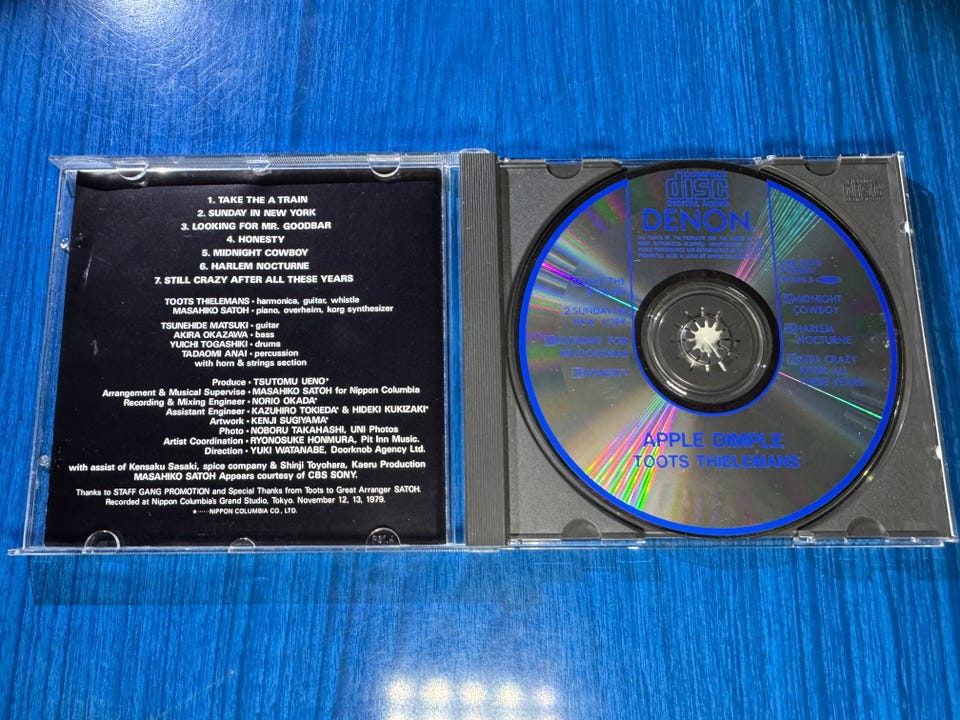 1. TAKE THE A TRAIN
2. SUNDAY IN NEW YORK
3. LOOKING FOR MR. GOODBAR
4. HONESTY
5. MIDNIGHT COWBOY
6. HARLEM NOCTURNE
7. STILL CRAZY AFTER ALL THESE YEARS
TOOTS THIELEMANS • harmonica, guitar, whistle
MASAHIKO SATOH • piano, overheim, korg synthesizer
TSUNEHIDE MATSUKI • guitar
AKIRA OKAZAWA • bass
YUICHI TOGASHIKI • drums
TADAOMI ANAI • percussion
with horn & strings section
Produce • TSUTOMU UENO*
Arrangement & Musical Supervise • MASAHIKO SATOH for Nippon Columbia
Recording & Mixing Engineer • NORIO OKADA*
Assistant Engineer • KAZUHIRO TOKIEDA* & HIDEKI KUKIZAKI*
Artwork • KENJI SUGIYAMA*
Photo • NOBORU TAKAHASHI, UNI Photos
Artist Coordination • RYONOSUKE HONMURA, Pit Inn Music.
Direction • YUKI WATANABE, Doorknob Agency Ltd.
with assist of Kensaku Sasaki, spice company & Shinji Toyohara, Kaeru Production
MASAHIKO SATOH Appears courtesy of CBS SONY.
Thanks to STAFF GANG PROMOTION and Special Thanks from Toots to Great Arranger SATOH.
Recorded at Nippon Columbia's Grand Studio, Tokyo. November 12, 13, 1979.
* ····· NIPPON COLUMBIA CO., LTD.
COMPACT
disc
DIGITAL AUDIO
DENON
2 SUNDAY IN
NEW YORK
MIDNIGHT
COWBOY
HARLEM
NOCTURNE
STILL CRAZY
AFTER ALL
THESE YEARS
APPLE DIMPLE
TOOTS THIELEMANS